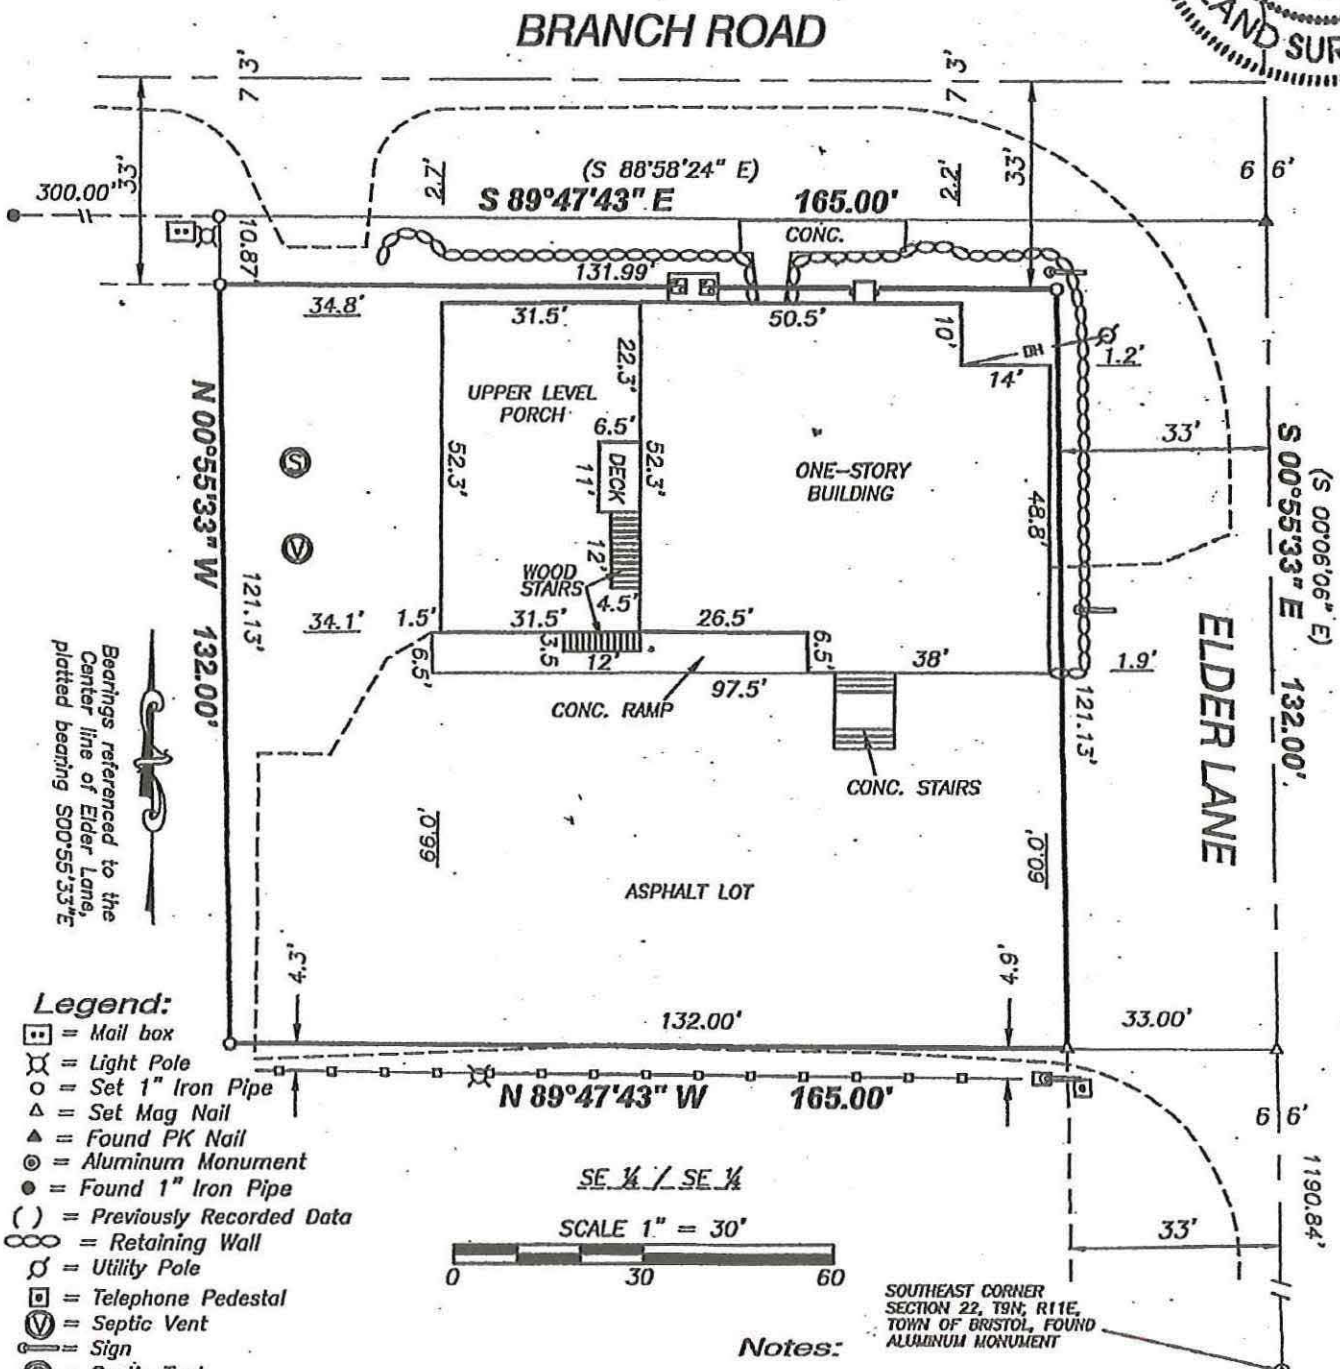 BRANCH ROAD
LAND SUR
7 3'
7 3'
33'
33'
6 6'
300.00'
2.7'
(S 88°58'24" E)
2.2'
S 89°47'43" E
165.00'
CONC.
10.87'
131.99'
34.8'
31.5'
50.5'
10'
DH
1.2'
14'
22.3'
UPPER LEVEL
PORCH
6.5'
DECK
11'
52.3'
52.3'
ONE-STORY
BUILDING
33'
48.8'
N 00°55'33" W 132.00'
121.13'
(S 00°06'06" E)
S 00°55'33" E 132.00'
ELDER LANE
S
V
12'
WOOD
STAIRS
4.5'
34.1'
1.5'
31.5'
26.5'
6.5'
3.5
12'
6.5'
38'
1.9'
97.5'
CONC. RAMP
121.13'
CONC. STAIRS
Bearings referenced to the
Center line of Elder Lane,
platted bearing S00°55'33"E
66.0'
60.0'
ASPHALT LOT
4.3'
4.9'
132.00'
33.00'
N 89°47'43" W
165.00'
6 6'
1190.84'
33'
Legend:
= Mail box
= Light Pole
= Set 1" Iron Pipe
= Set Mag Nail
= Found PK Nail
= Aluminum Monument
= Found 1" Iron Pipe
( ) = Previously Recorded Data
= Retaining Wall
= Utility Pole
= Telephone Pedestal
V = Septic Vent
= Sign
SE ¼ / SE ¼
SCALE 1" = 30'
0 30 60
SOUTHEAST CORNER
SECTION 22, T9N, R11E,
TOWN OF BRISTOL, FOUND
ALUMINUM MONUMENT
Notes: